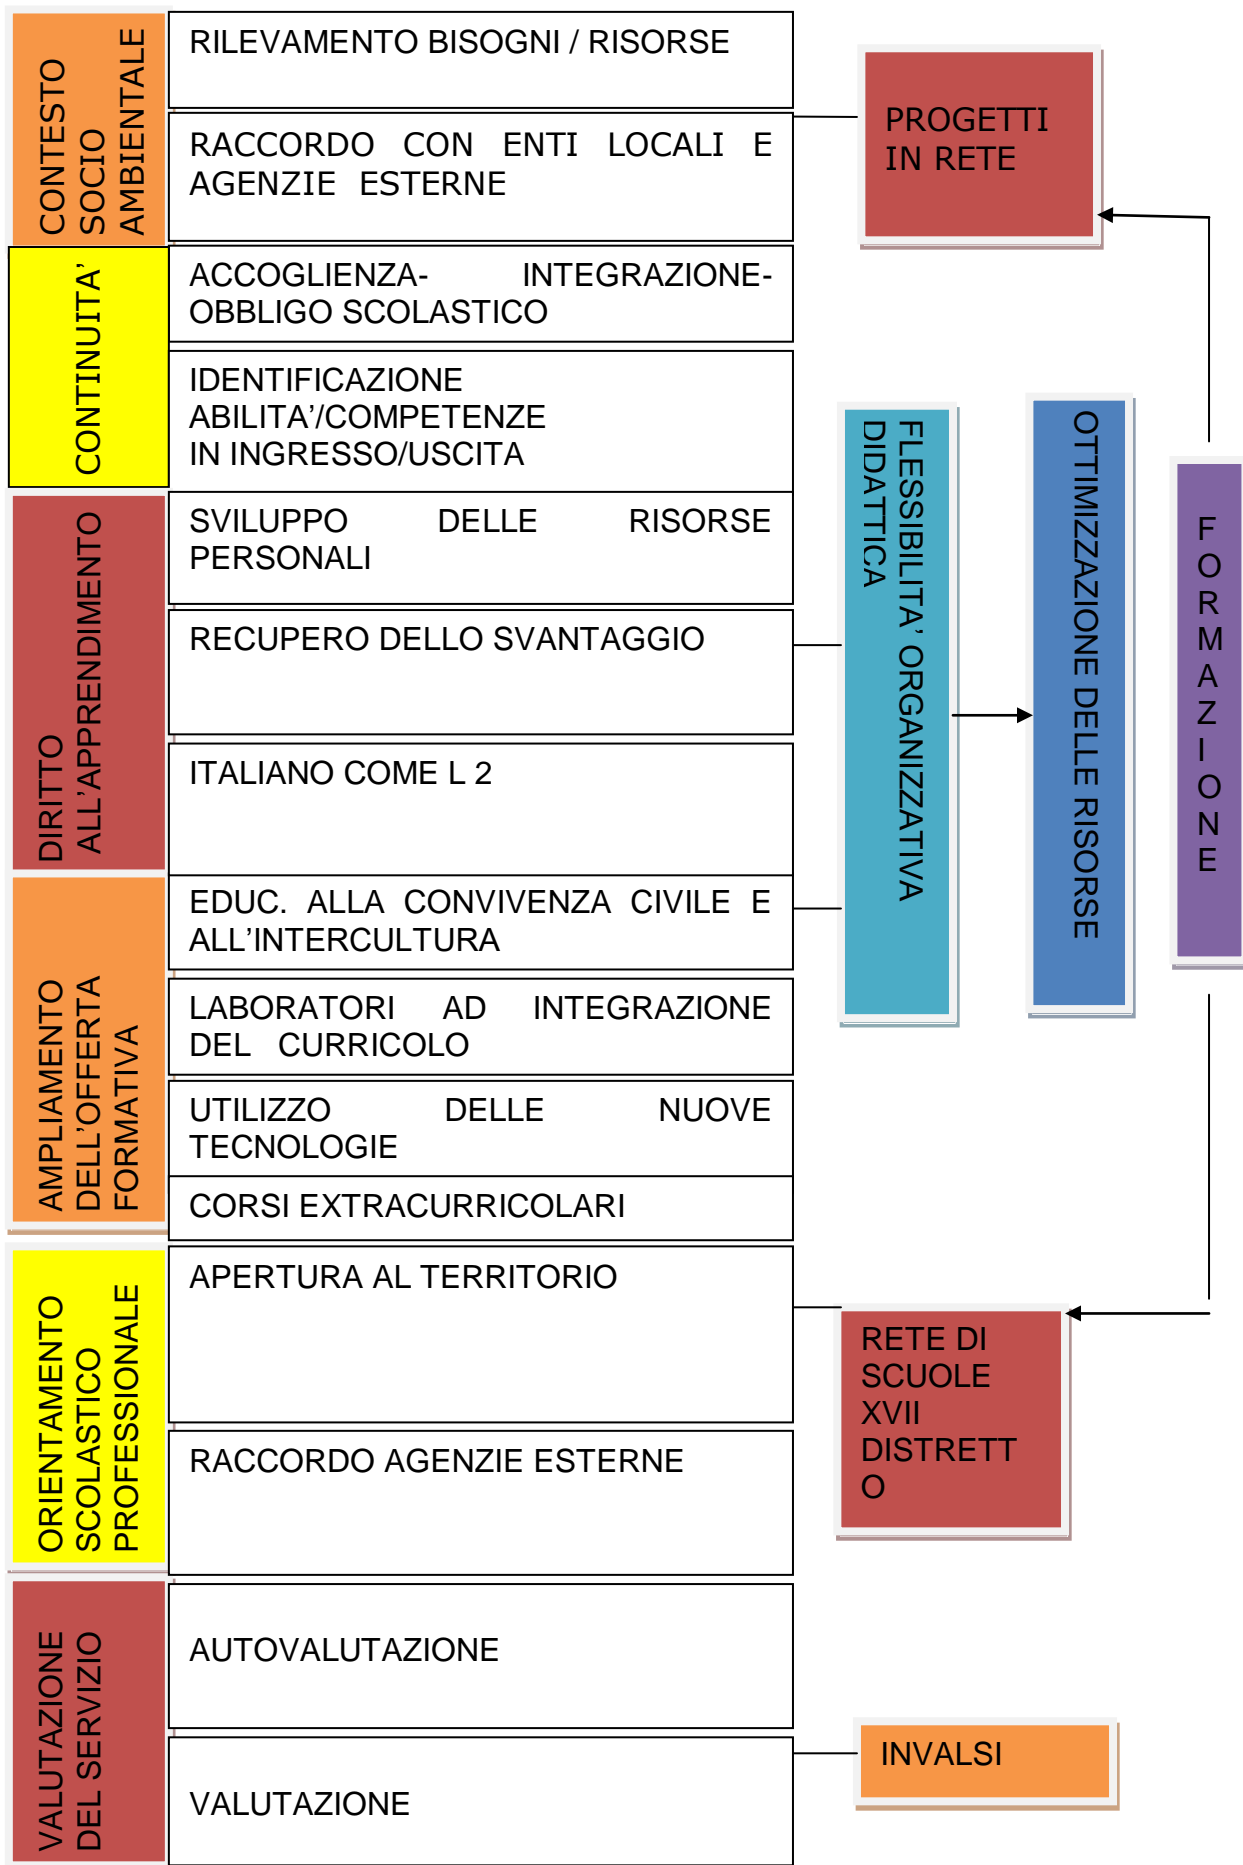 CONTESTO
SOCIO
AMBIENTALE
RILEVAMENTO BISOGNI / RISORSE
RACCORDO CON ENTI LOCALI E
AGENZIE ESTERNE
PROGETTI
IN RETE
CONTINUITA’
ACCOGLIENZA- INTEGRAZIONE-
OBBLIGO SCOLASTICO
IDENTIFICAZIONE
ABILITA’/COMPETENZE
IN INGRESSO/USCITA
DIRITTO
ALL’APPRENDIMENTO
SVILUPPO DELLE RISORSE
PERSONALI
RECUPERO DELLO SVANTAGGIO
ITALIANO COME L 2
FLESSIBILITA’ ORGANIZZATIVA
DIDATTICA
OTTIMIZZAZIONE DELLE RISORSE
F
O
R
M
A
Z
I
O
N
E
AMPLIAMENTO
DELL’OFFERTA
FORMATIVA
EDUC. ALLA CONVIVENZA CIVILE E
ALL’INTERCULTURA
LABORATORI AD INTEGRAZIONE
DEL CURRICOLO
UTILIZZO DELLE NUOVE
TECNOLOGIE
CORSI EXTRACURRICOLARI
ORIENTAMENTO
SCOLASTICO
PROFESSIONALE
APERTURA AL TERRITORIO
RACCORDO AGENZIE ESTERNE
RETE DI
SCUOLE
XVII
DISTRETT
O
VALUTAZIONE
DEL SERVIZIO
AUTOVALUTAZIONE
VALUTAZIONE
INVALSI